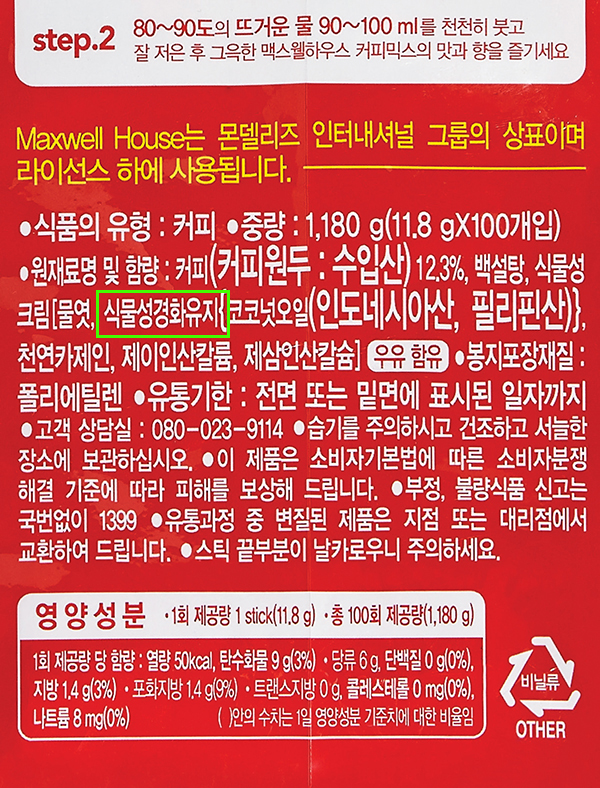 step.2
80~90도의 뜨거운 물 90~100 ml를 천천히 붓고
잘 저은 후 그윽한 맥스웰하우스 커피믹스의 맛과 향을 즐기세요
Maxwell House는 몬델리즈 인터내셔널 그룹의 상표이며
라이선스 하에 사용됩니다.
●식품의 유형 : 커피 ●중량 : 1,180 g(11.8 gX100개입)
●원재료명 및 함량 : 커피(커피원두 : 수입산) 12.3%, 백설탕, 식물성
크림[물엿, 식물성경화유지{코코넛오일(인도네시아산, 필리핀산)},
천연카제인, 제이인산칼륨, 제삼인산칼슘] 우유 함유 ●봉지포장재질 :
폴리에틸렌 ●유통기한 : 전면 또는 밑면에 표시된 일자까지
●고객 상담실 : 080-023-9114 ●습기를 주의하시고 건조하고 서늘한
장소에 보관하십시오. ●이 제품은 소비자기본법에 따른 소비자분쟁
해결 기준에 따라 피해를 보상해 드립니다. ●부정, 불량식품 신고는
국번없이 1399 ●유통과정 중 변질된 제품은 지점 또는 대리점에서
교환하여 드립니다. ●스틱 끝부분이 날카로우니 주의하세요.
영양성분 ·1회 제공량 1 stick(11.8 g) ·총 100회 제공량(1,180 g)
1회 제공량 당 함량 : 열량 50kcal, 탄수화물 9 g(3%) · 당류 6 g, 단백질 0 g(0%),
지방 1.4 g(3%) · 포화지방 1.4 g(9%) · 트랜스지방 0 g, 콜레스테롤 0 mg(0%),
나트륨 8 mg(0%) ( )안의 수치는 1일 영양성분 기준치에 대한 비율임
비닐류
OTHER